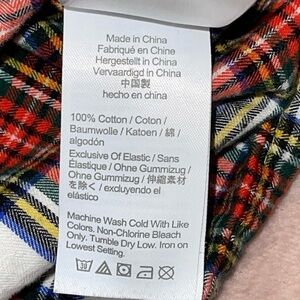 Made in China
Fabriqué en Chine
Hergestellt in China
Vervaardigd in China
中国製
hecho en china
100% Cotton / Coton /
Baumwolle / Katoen / 綿 /
algodón
Exclusive Of Elastic / Sans
Élastique / Ohne Gummizug /
Ohne Gummizug / 伸縮素材
を除く / excluyendo el
elástico
Machine Wash Cold With Like
Colors. Non-Chlorine Bleach
Only. Tumble Dry Low. Iron on
Lowest Setting.
30